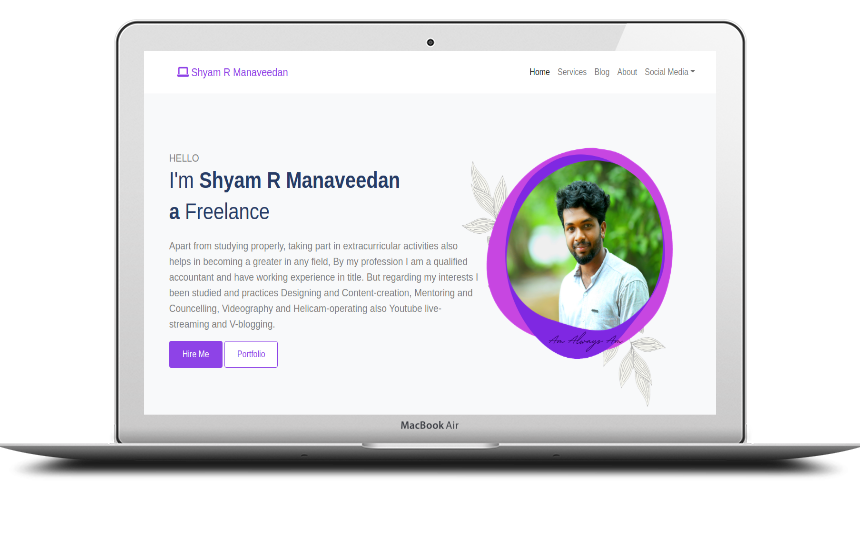 Shyam R Manaveedan
Home Services Blog About Social Media
HELLO
I'm Shyam R Manaveedan
a Freelance
Apart from studying properly, taking part in extracurricular activities also
helps in becoming a greater in any field, By my profession I am a qualified
accountant and have working experience in title. But regarding my interests I
been studied and practices Designing and Content-creation, Mentoring and
Councelling, Videography and Helicam-operating also Youtube live-
streaming and V-blogging.
Hire Me Portfolio
Always
MacBook Air